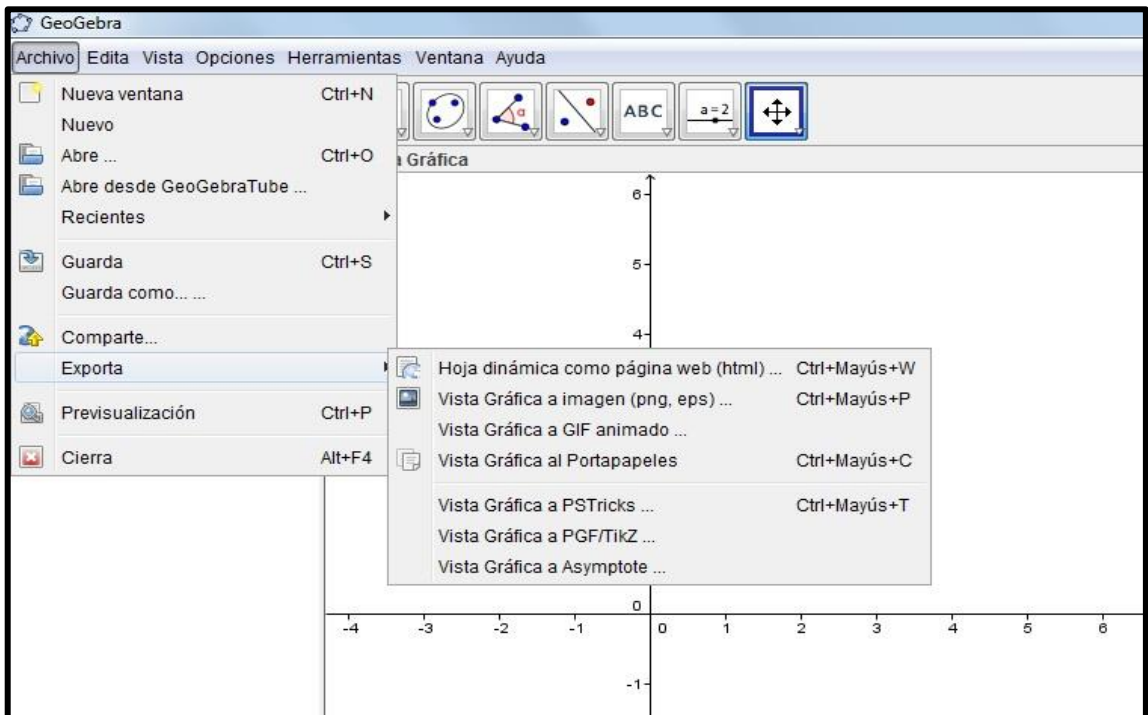 GeoGebra
Archivo Edita Vista Opciones Herramientas Ventana Ayuda
Nueva ventana Ctrl+N
Nuevo
Abre ... Ctrl+O
Abre desde GeoGebraTube ...
Recientes
Guarda Ctrl+S
Guarda como... ...
Comparte...
Exporta
Previsualización Ctrl+P
Cierra Alt+F4
α ABC a=2
a Gráfica
Hoja dinámica como página web (html) ... Ctrl+Mayús+W
Vista Gráfica a imagen (png, eps) ... Ctrl+Mayús+P
Vista Gráfica a GIF animado ...
Vista Gráfica al Portapapeles Ctrl+Mayús+C
Vista Gráfica a PSTricks ... Ctrl+Mayús+T
Vista Gráfica a PGF/TikZ ...
Vista Gráfica a Asymptote ...
6
5
4
0
-4 -3 -2 -1 0 1 2 3 4 5 6
-1